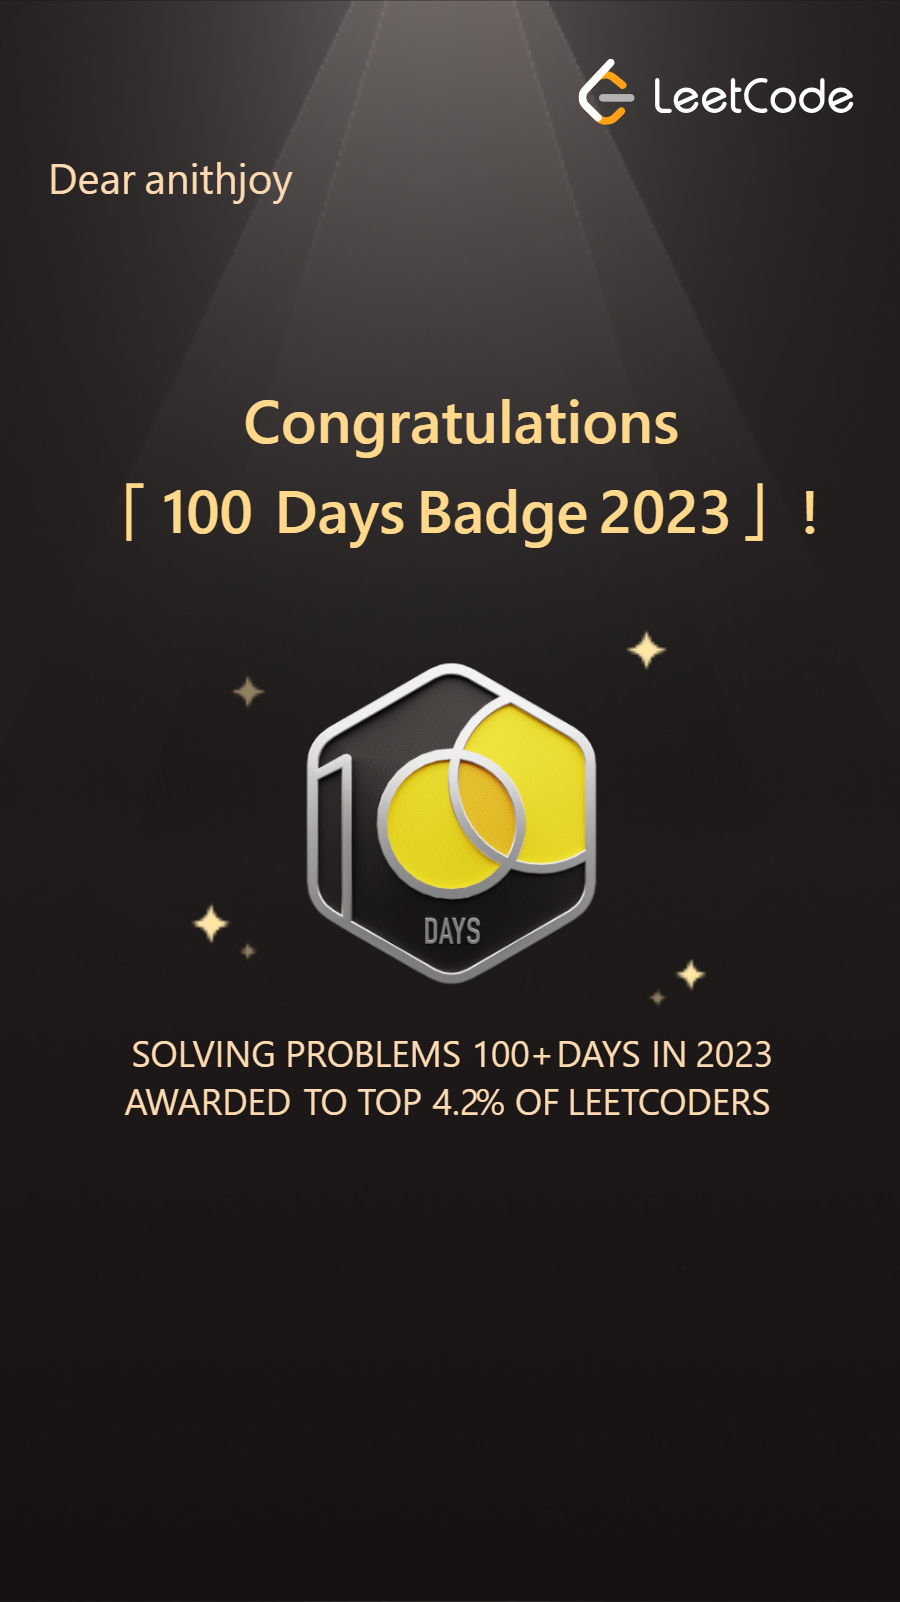 LeetCode
Dear anithjoy
Congratulations
「 100 Days Badge 2023 」 !
100
DAYS
SOLVING PROBLEMS 100+ DAYS IN 2023
AWARDED TO TOP 4.2% OF LEETCODERS